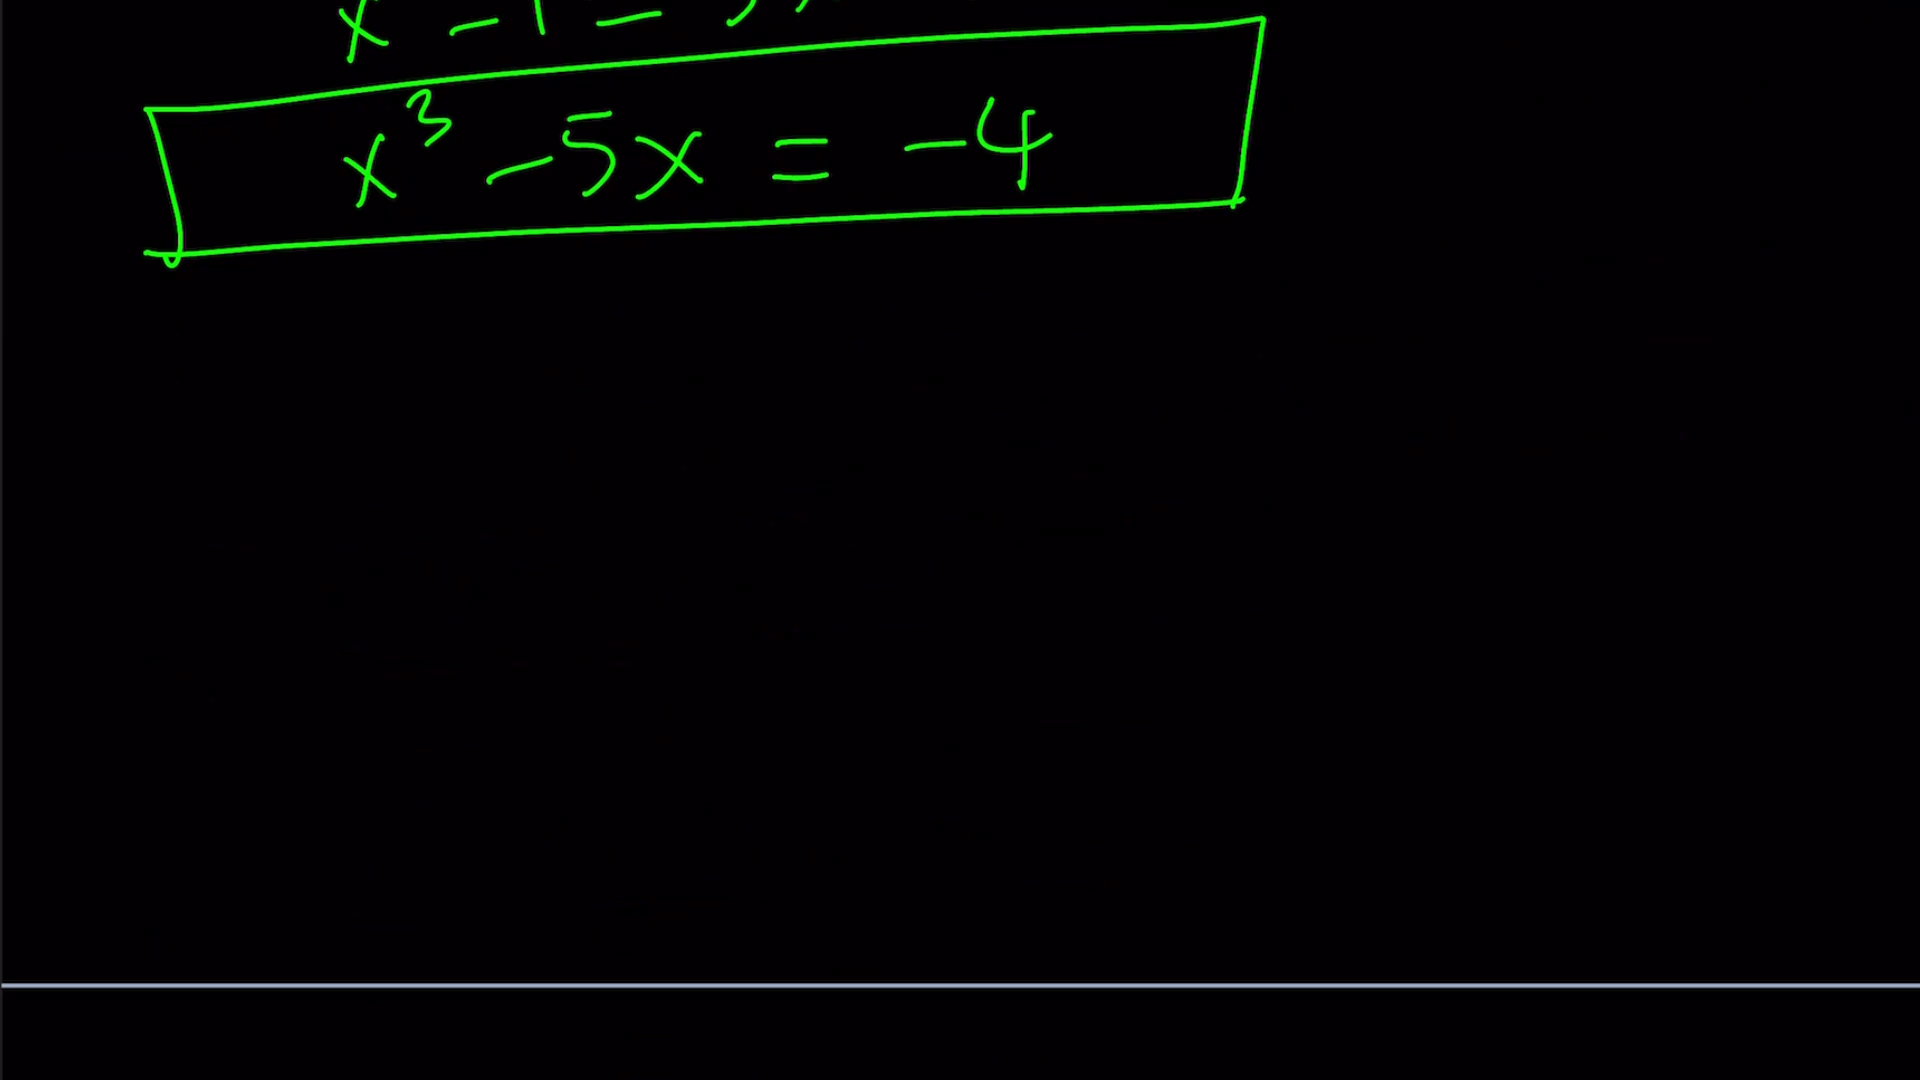 x³ - 5x = -4